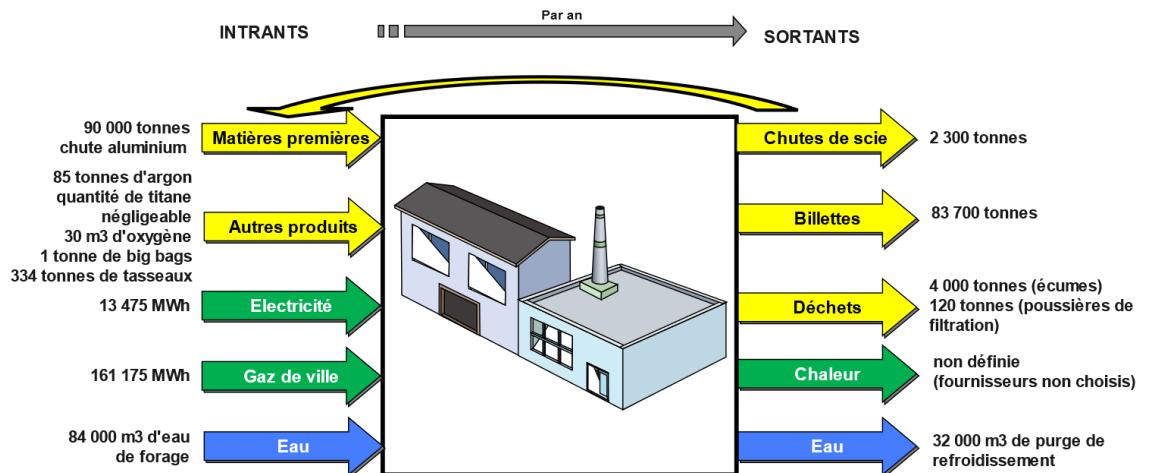 Par an
INTRANTS
SORTANTS
90 000 tonnes
chute aluminium
Matières premières
Chutes de scie
2 300 tonnes
85 tonnes d'argon
quantité de titane
négligeable
30 m3 d'oxygène
1 tonne de big bags
334 tonnes de tasseaux
Autres produits
Billettes
83 700 tonnes
13 475 MWh
Electricité
Déchets
4 000 tonnes (écumes)
120 tonnes (poussières de
filtration)
161 175 MWh
Gaz de ville
Chaleur
non définie
(fournisseurs non choisis)
84 000 m3 d'eau
de forage
Eau
Eau
32 000 m3 de purge de
refroidissement